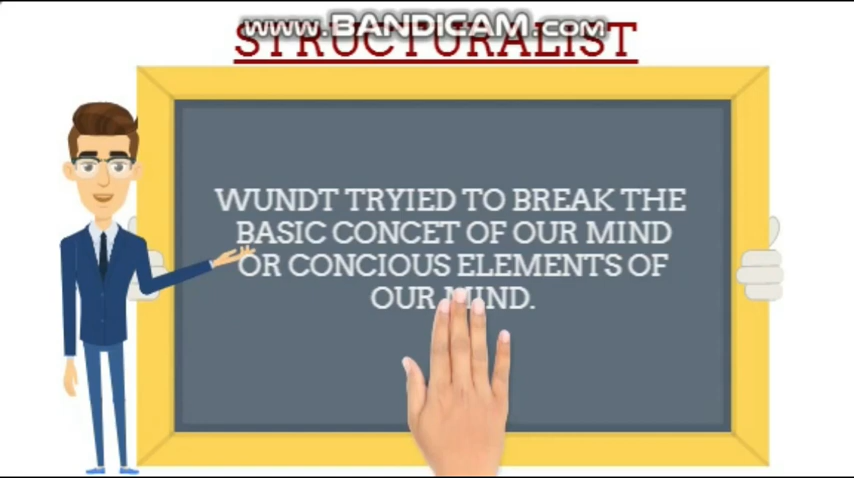 www.BANDICAM.com
STRUCTURALIST
WUNDT TRYIED TO BREAK THE
BASIC CONCET OF OUR MIND
OR CONCIOUS ELEMENTS OF
OUR MIND.